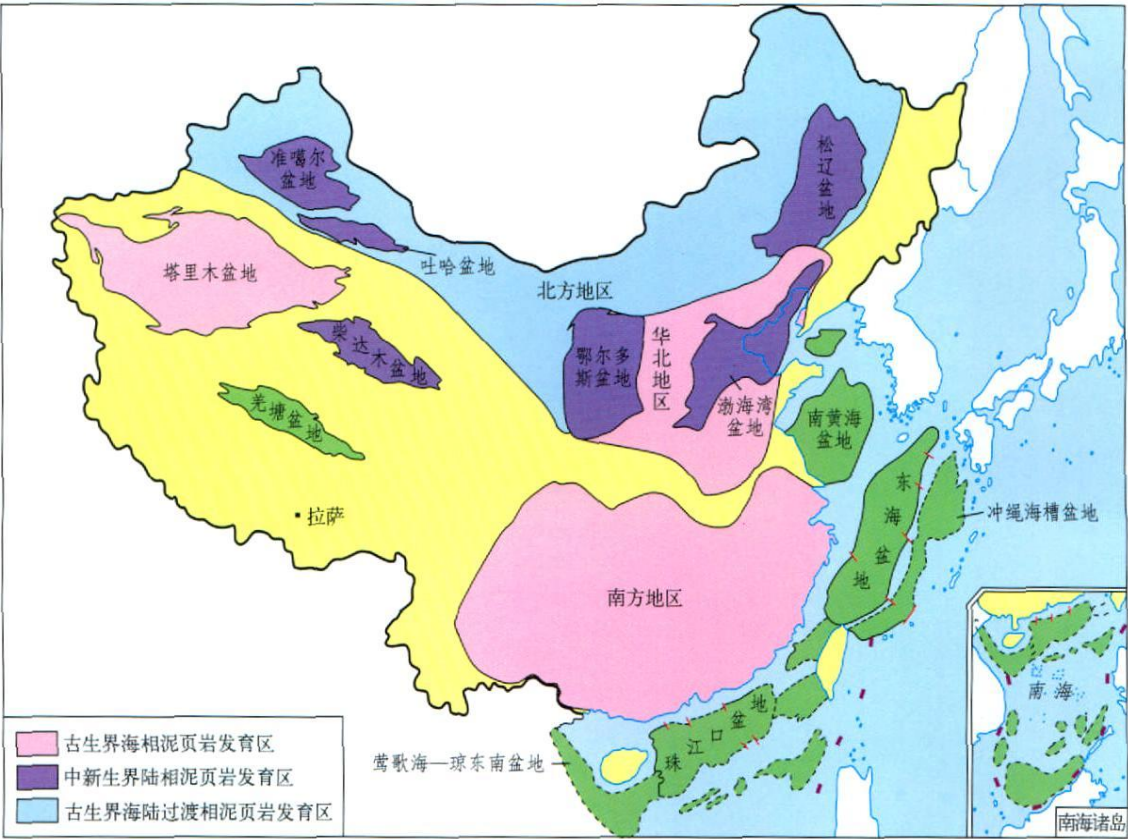 准噶尔
盆地
松
辽
盆
地
塔里木盆地
吐哈盆地
北方地区
柴达木盆地
鄂尔多
斯盆地
华
北
地
区
渤海湾
盆地
羌塘盆地
南黄海
盆地
拉萨
东
海
盆
地
冲绳海槽盆地
南方地区
南海
珠江口盆地
莺歌海—琼东南盆地
古生界海相泥页岩发育区
中新生界陆相泥页岩发育区
古生界海陆过渡相泥页岩发育区
南海诸岛